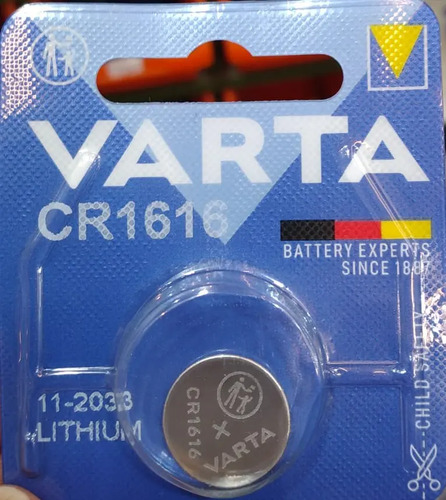 VARTA
CR1616
BATTERY EXPERTS
SINCE 1887
11-2033
LITHIUM
--CHILD SAFETY--
CR1616
+
VARTA